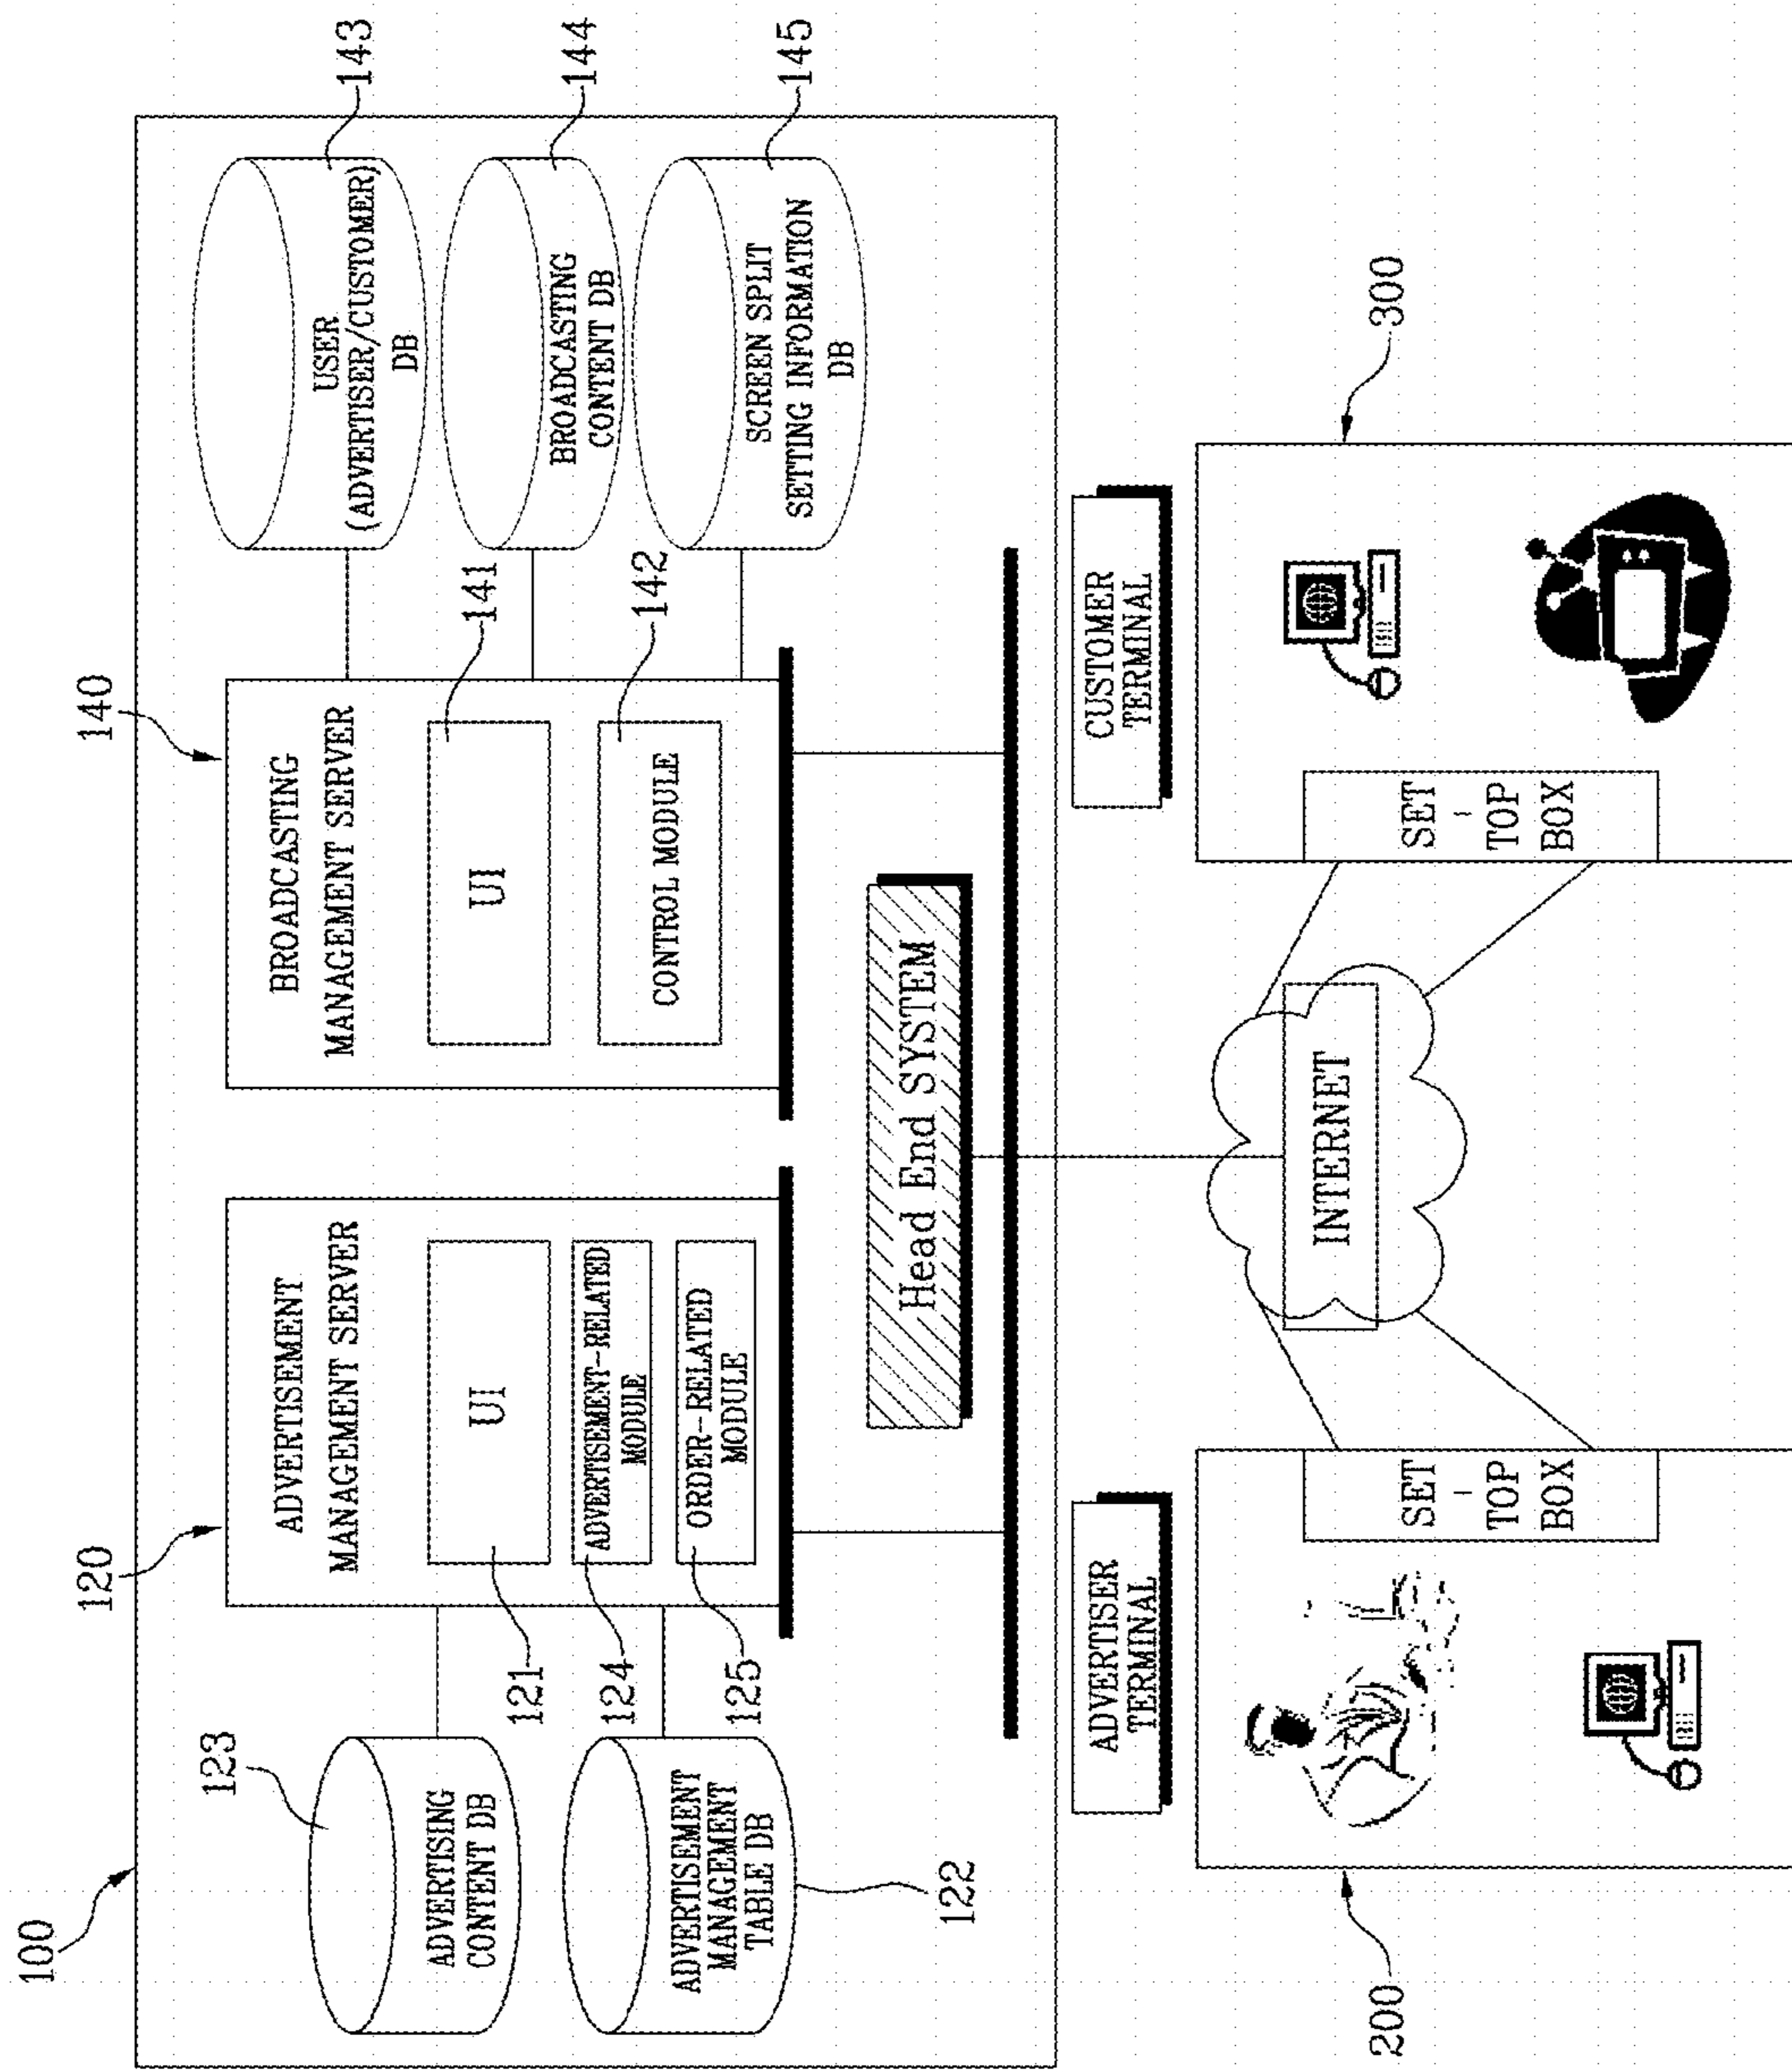 100
120
140
123
ADVERTISING
CONTENT DB
ADVERTISEMENT
MANAGEMENT
TABLE DB
122
ADVERTISEMENT
MANAGEMENT SERVER
UI
ADVERTISEMENT-RELATED
MODULE
ORDER-RELATED
MODULE
121
124
125
BROADCASTING
MANAGEMENT SERVER
UI
CONTROL MODULE
141
142
USER
(ADVERTISER/CUSTOMER)
DB
143
BROADCASTING
CONTENT DB
144
SCREEN SPLIT
SETTING INFORMATION
DB
145
Head End SYSTEM
ADVERTISER
TERMINAL
CUSTOMER
TERMINAL
200
SET
-
TOP
BOX
INTERNET
SET
-
TOP
BOX
300